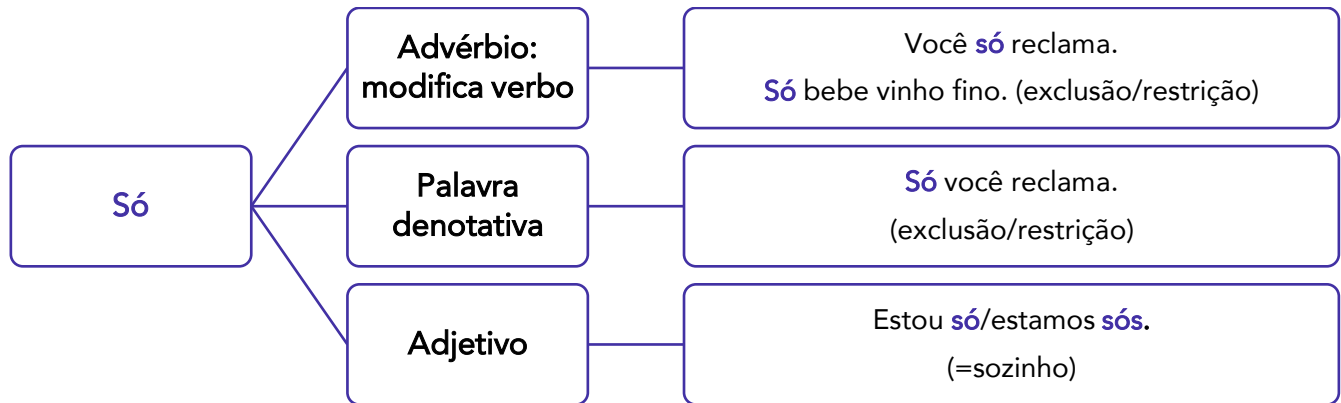 Só
Advérbio:
modifica verbo
Você só reclama.
Só bebe vinho fino. (exclusão/restrição)
Palavra
denotativa
Só você reclama.
(exclusão/restrição)
Adjetivo
Estou só/estamos sós.
(=sozinho)